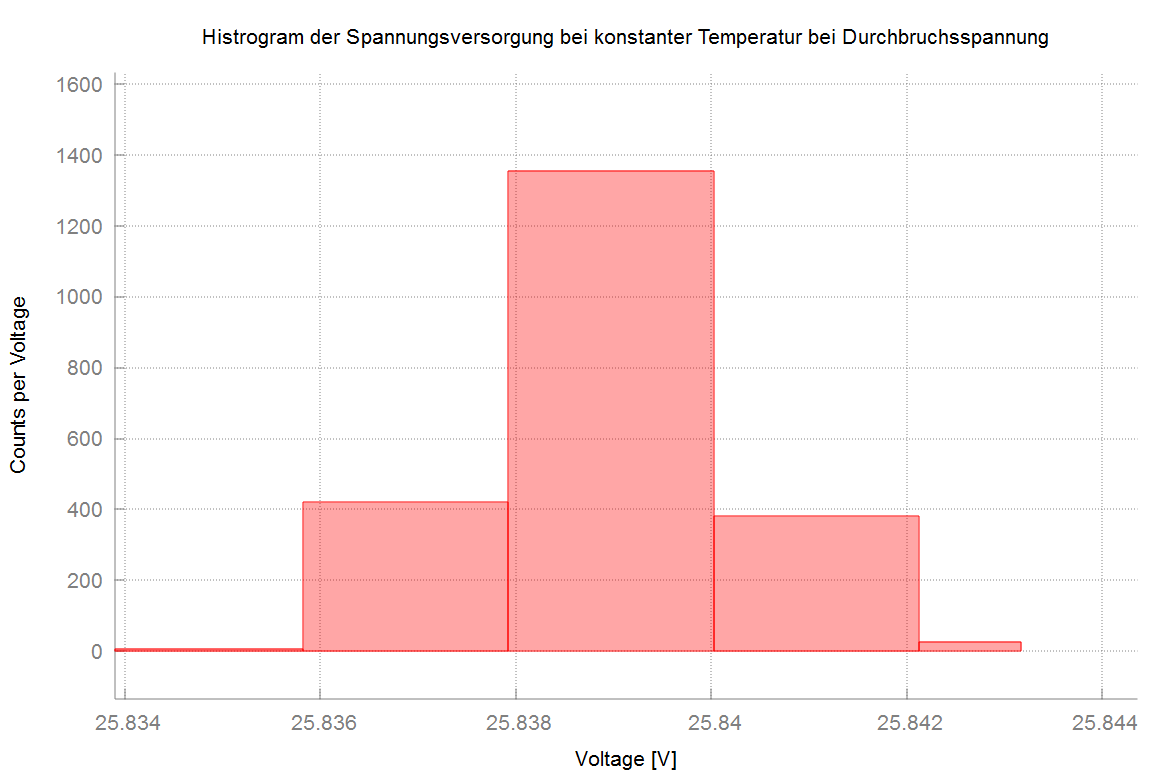 Histrogram der Spannungsversorgung bei konstanter Temperatur bei Durchbruchsspannung
1600
1400
1200
1000
800
600
400
200
0
Counts per Voltage
25.834 25.836 25.838 25.84 25.842 25.844
Voltage [V]